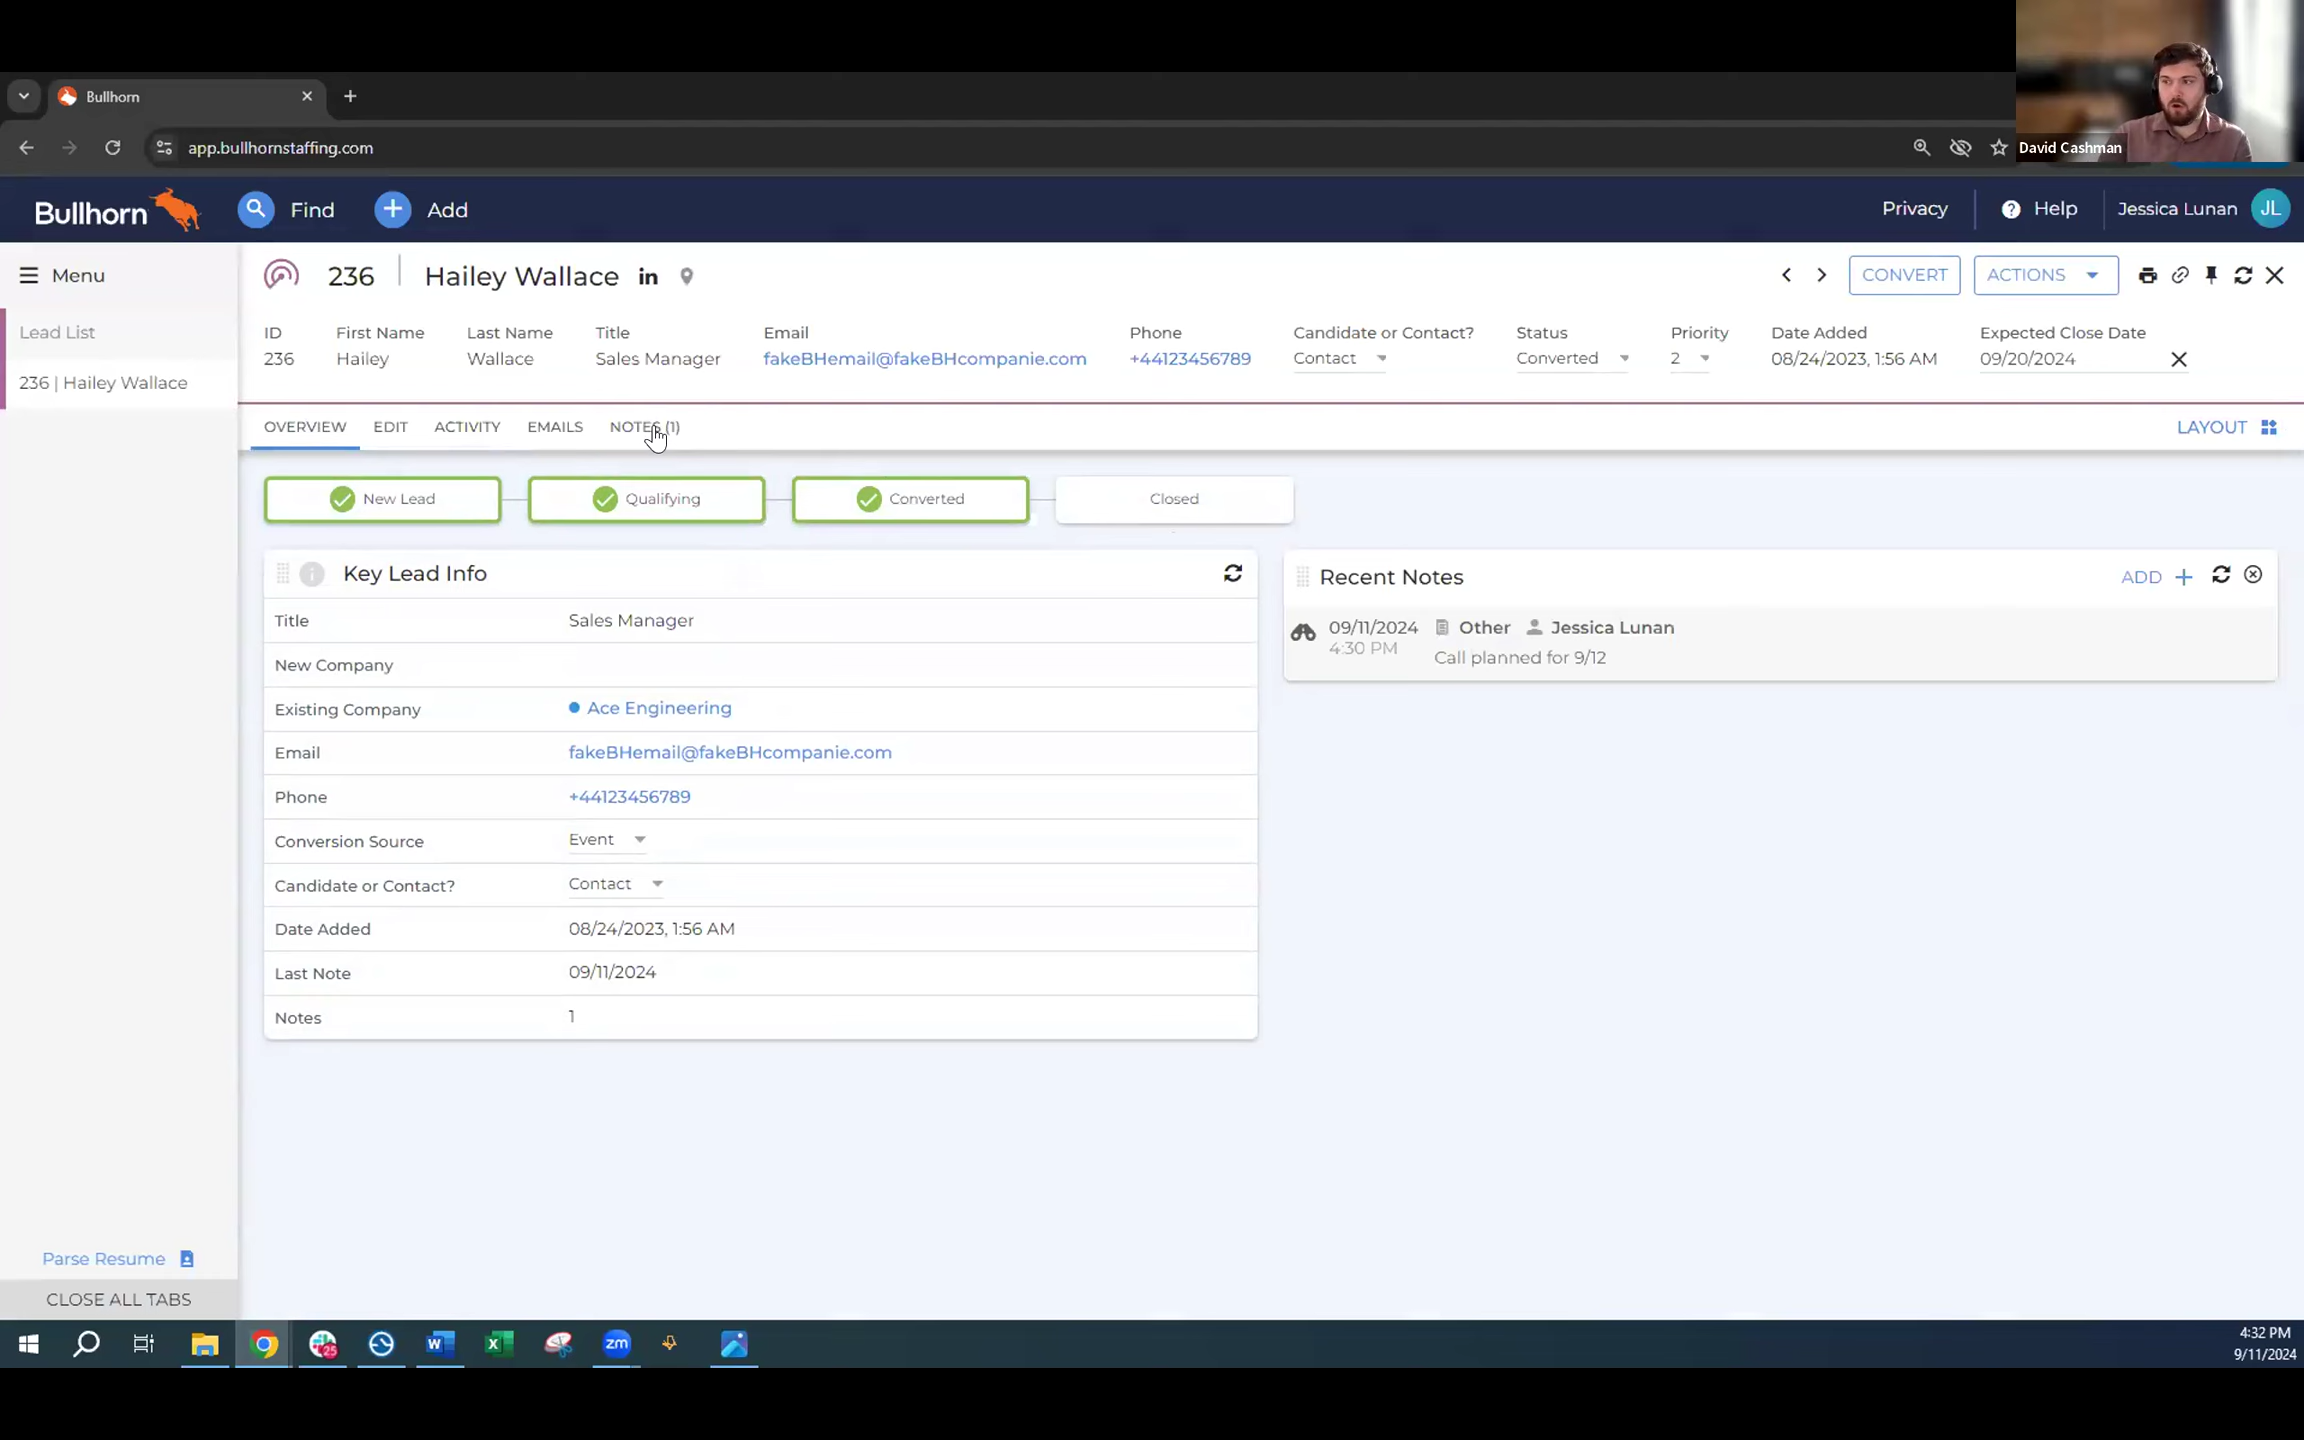 David Cashman
Bullhorn
app.bullhornstaffing.com
Bullhorn
Find
Add
Privacy
Help
Jessica Lunan
JL
Menu
Lead List
236 | Hailey Wallace
236
Hailey Wallace
in
CONVERT
ACTIONS
ID First Name Last Name Title Email Phone Candidate or Contact? Status Priority Date Added Expected Close Date
236 Hailey Wallace Sales Manager fakeBHemail@fakeBHcompanie.com +44123456789 Contact Converted 2 08/24/2023, 1:56 AM 09/20/2024
OVERVIEW EDIT ACTIVITY EMAILS NOTES (1)
LAYOUT
New Lead
Qualifying
Converted
Closed
Key Lead Info
Title Sales Manager
New Company
Existing Company Ace Engineering
Email fakeBHemail@fakeBHcompanie.com
Phone +44123456789
Conversion Source Event
Candidate or Contact? Contact
Date Added 08/24/2023, 1:56 AM
Last Note 09/11/2024
Notes 1
Recent Notes
ADD
09/11/2024 Other Jessica Lunan
4:30 PM
Call planned for 9/12
Parse Resume
CLOSE ALL TABS
25
W
X
zm
4:32 PM
9/11/2024